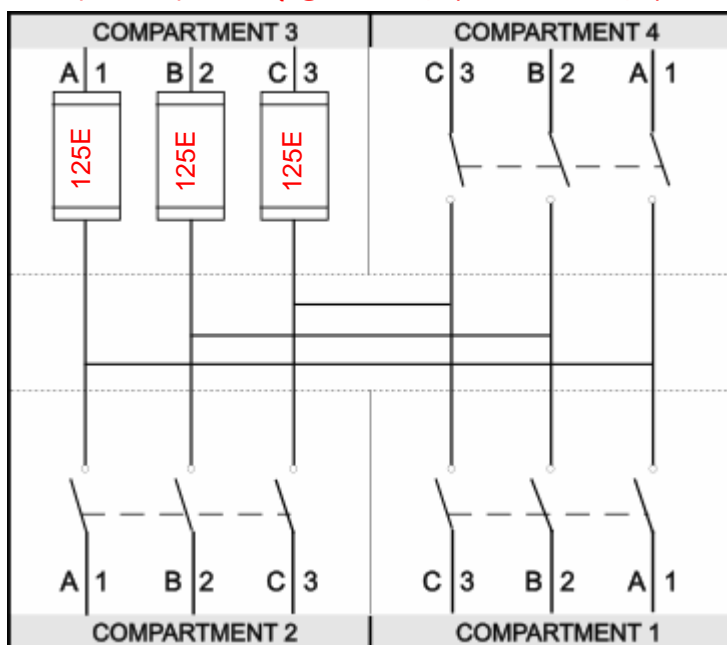 COMPARTMENT 3 COMPARTMENT 4
A 1 B 2 C 3 C 3 B 2 A 1
125E 125E 125E
A 1 B 2 C 3 C 3 B 2 A 1
COMPARTMENT 2 COMPARTMENT 1